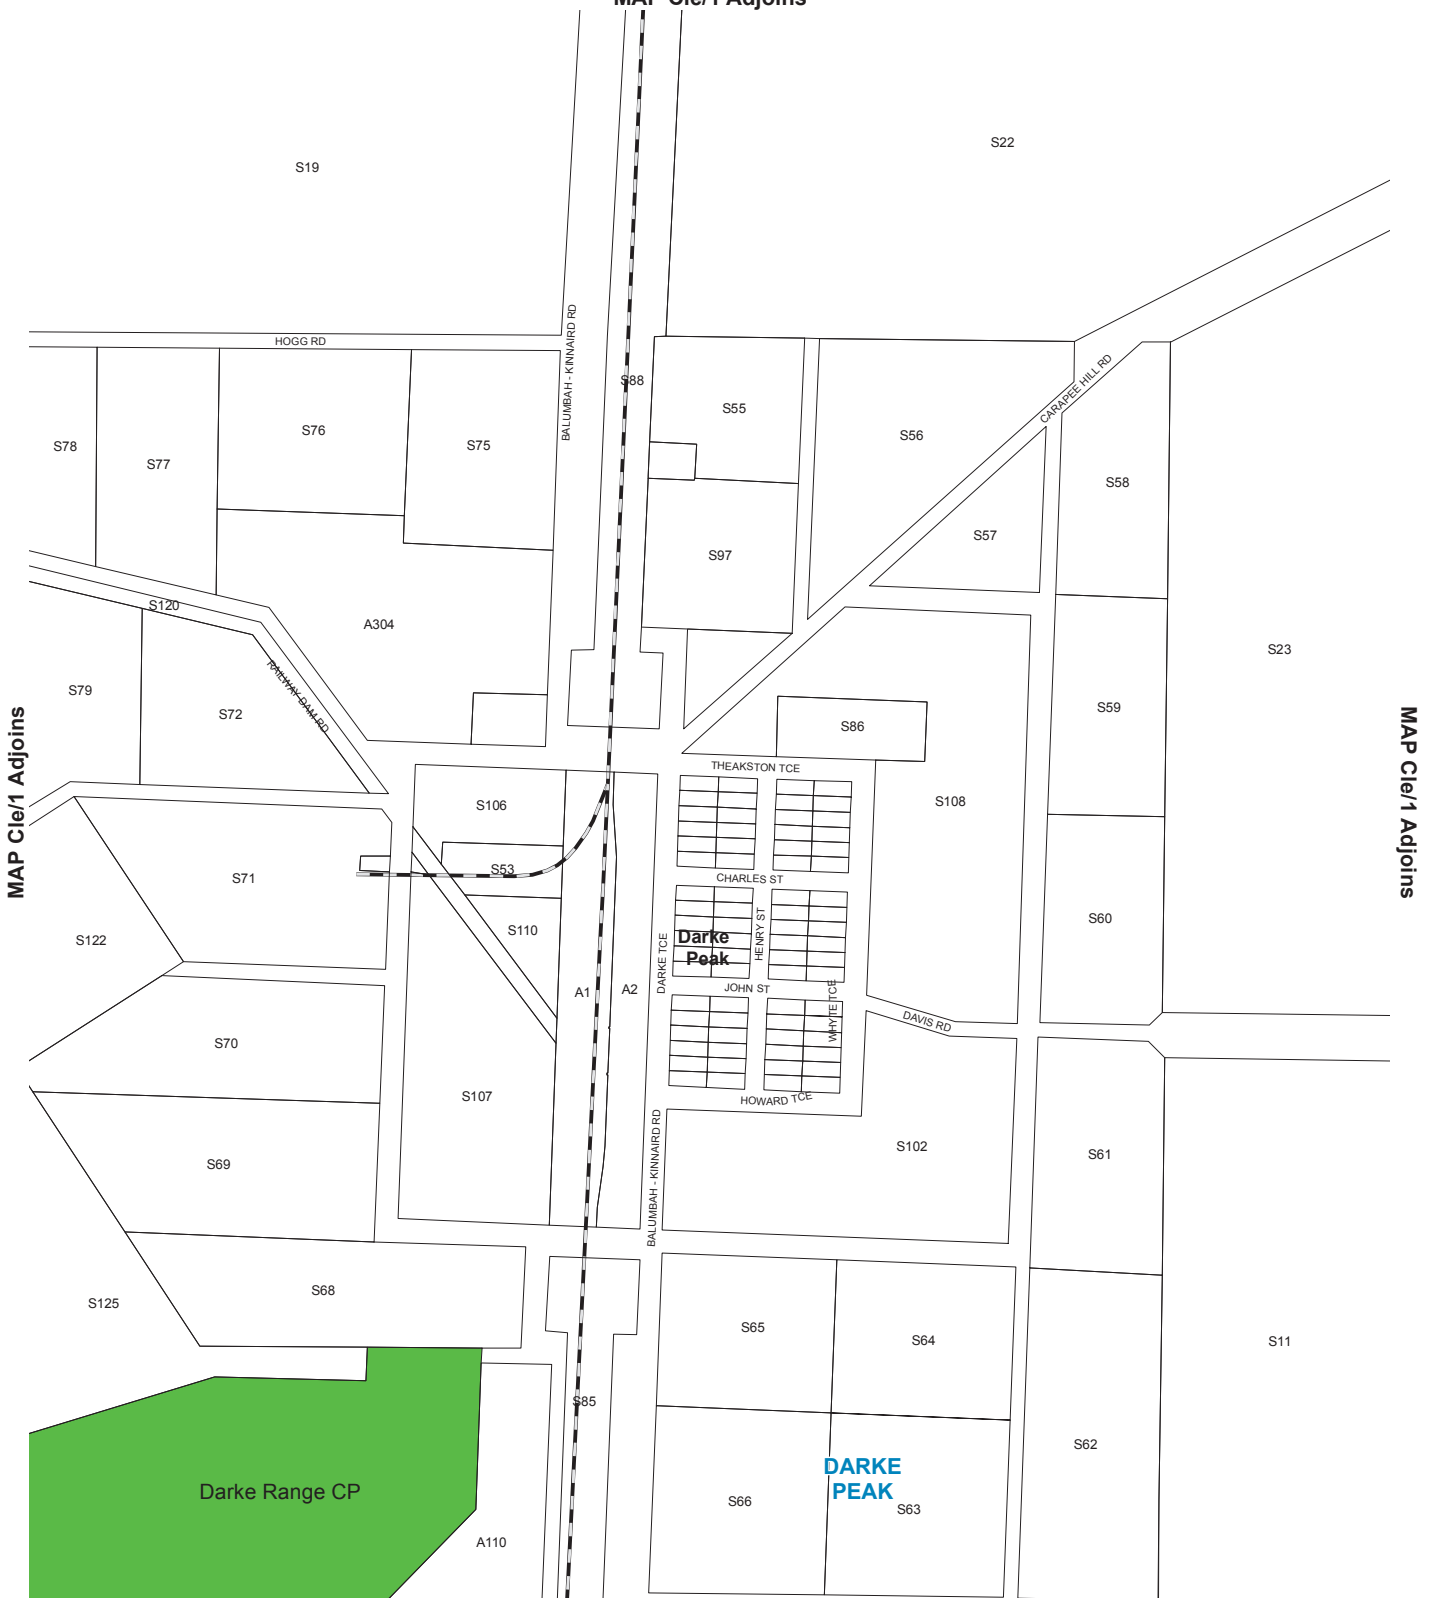 MAP Cle/1 Adjoins
S22
S19
HOGG RD
BALUMBAH - KINNAIRD RD
S88
CARAPEE HILL RD
S55
S56
S76
S75
S78
S77
S58
S57
S97
S120
A304
S23
RAILWAY DAM RD
S79
S72
S59
S86
THEAKSTON TCE
MAP Cle/1 Adjoins
MAP Cle/1 Adjoins
S106
S108
S53
S71
CHARLES ST
S60
S110
S122
DARKE TCE
Darke
Peak
HENRY ST
A1
A2
JOHN ST
WHYTE TCE
DAVIS RD
S70
S107
HOWARD TCE
S102
S61
S69
BALUMBAH - KINNAIRD RD
S68
S125
S65
S64
S11
S85
S62
DARKE
PEAK
Darke Range CP
S66
S63
A110